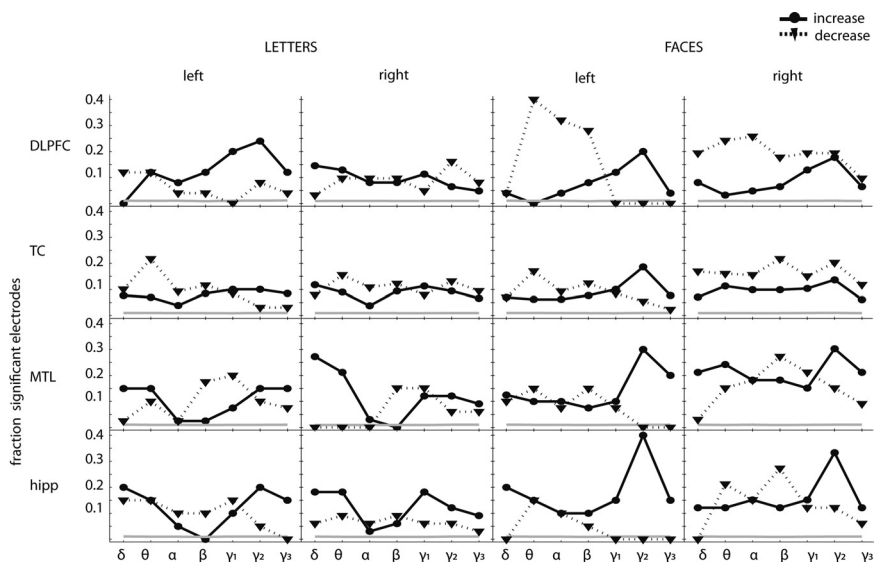 increase
decrease
LETTERS FACES
left right left right
DLPFC
0.4
0.3
0.2
0.1
TC
0.4
0.3
0.2
0.1
MTL
0.4
0.3
0.2
0.1
hipp
0.4
0.3
0.2
0.1
fraction significant electrodes
δ θ α β γ₁ γ₂ γ₃ δ θ α β γ₁ γ₂ γ₃ δ θ α β γ₁ γ₂ γ₃ δ θ α β γ₁ γ₂ γ₃